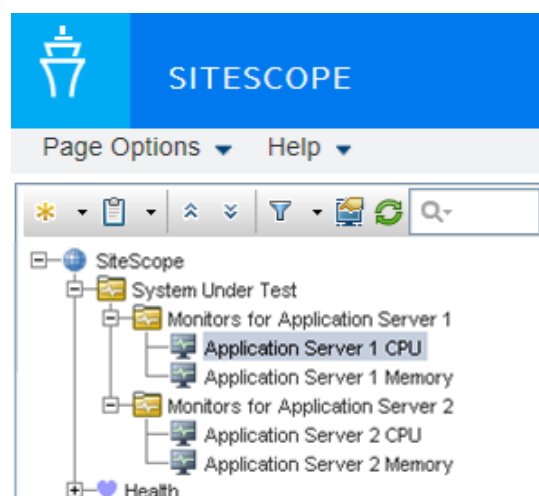 SITESCOPE
Page Options Help
SiteScope
System Under Test
Monitors for Application Server 1
Application Server 1 CPU
Application Server 1 Memory
Monitors for Application Server 2
Application Server 2 CPU
Application Server 2 Memory
Health